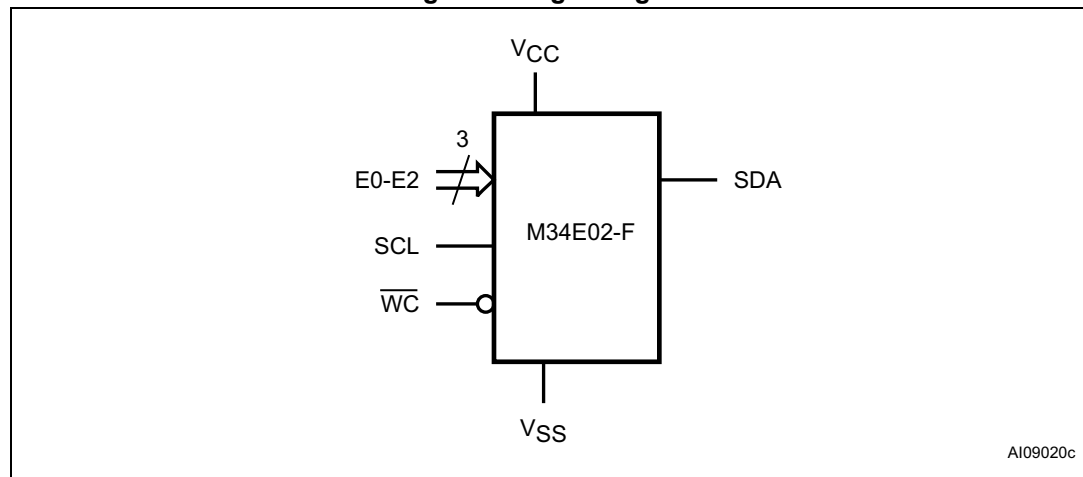 VCC
3
E0-E2
SDA
M34E02-F
SCL
WC
VSS
AI09020c